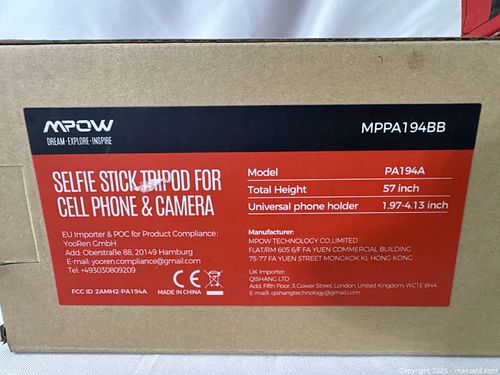 MPOW
DREAM · EXPLORE · INSPIRE
MPPA194BB
SELFIE STICK TRIPOD FOR
CELL PHONE & CAMERA
Model PA194A
Total Height 57 inch
Universal phone holder 1.97-4.13 inch
EU Importer & POC for Product Compliance:
YooRen GmbH
Add: Oberstraße 88, 20149 Hamburg
E-mail: yooren.compliance@gmail.com
Tel: +493030809209
FCC ID :2AMH2-PA194A
CE
MADE IN CHINA
Manufacturer:
MPOW TECHNOLOGY CO.,LIMITED
FLAT/RM 605 6/F FA YUEN COMMERCIAL BUILDING
75-77 FA YUEN STREET MONGKOK KL HONG KONG
UK Importer:
QISHANG LTD
Add: Fifth Floor, 3 Gower Street, London, United Kingdom, WC1E 6HA
E-mail: qishangtechnology@gmail.com
Copyright 2025 - maxsold.com